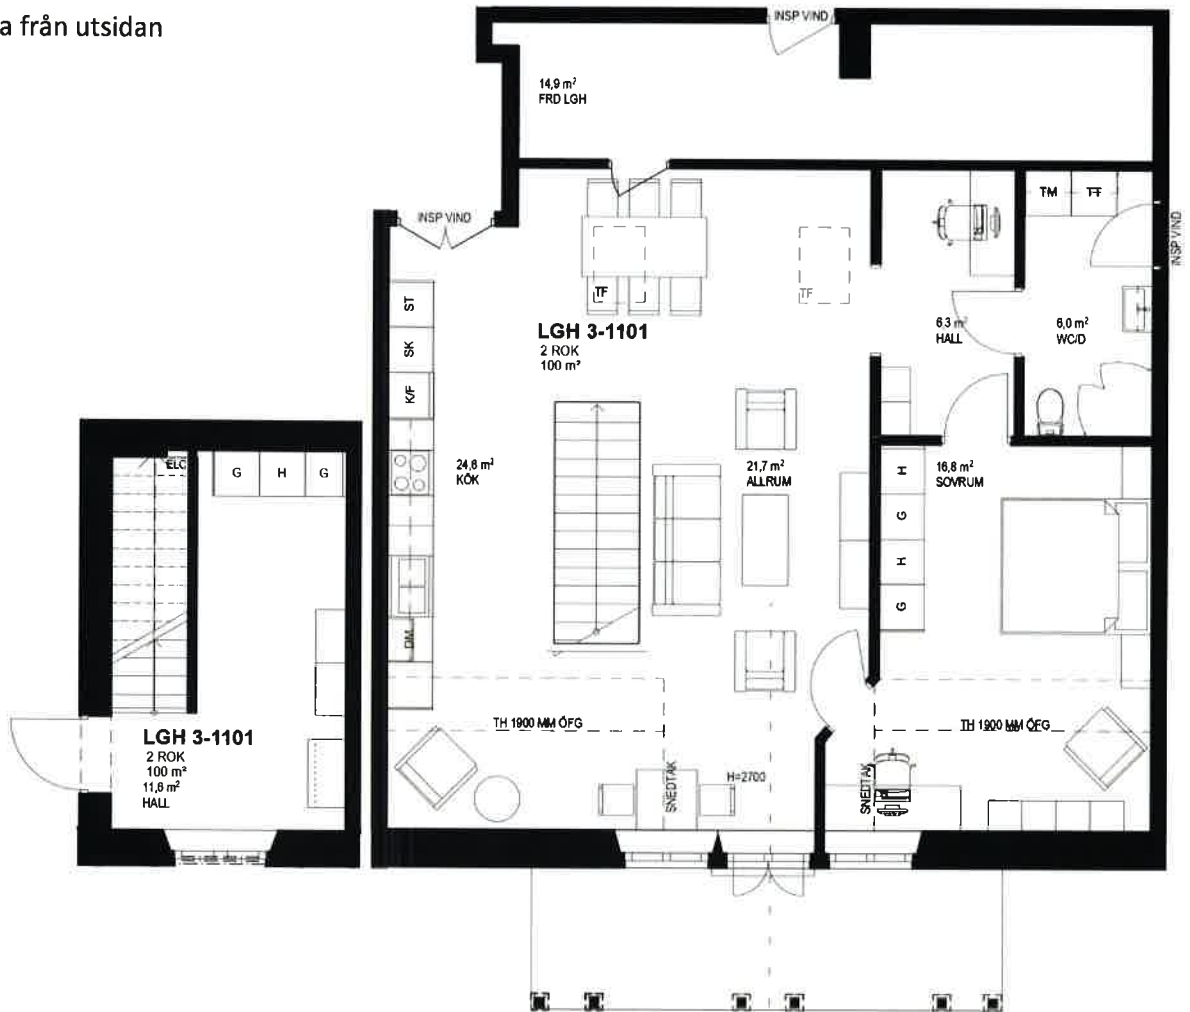 a från utsidan
INSP VIND
14,9 m²
FRD LGH
INSP VIND
TM
TT
INSP VIND
ST
SK
K/F
TF
TF
LGH 3-1101
2 ROK
100 m²
6,3 m²
HALL
6,0 m²
WC/D
24,6 m²
KÖK
21,7 m²
ALLRUM
16,8 m²
SOVRUM
H
G
H
G
ELC
G
H
G
DM
TH 1900 MM ÖFG
TH 1900 MM ÖFG
SNEDTAK
H=2700
SNEDTAK
LGH 3-1101
2 ROK
100 m²
11,6 m²
HALL